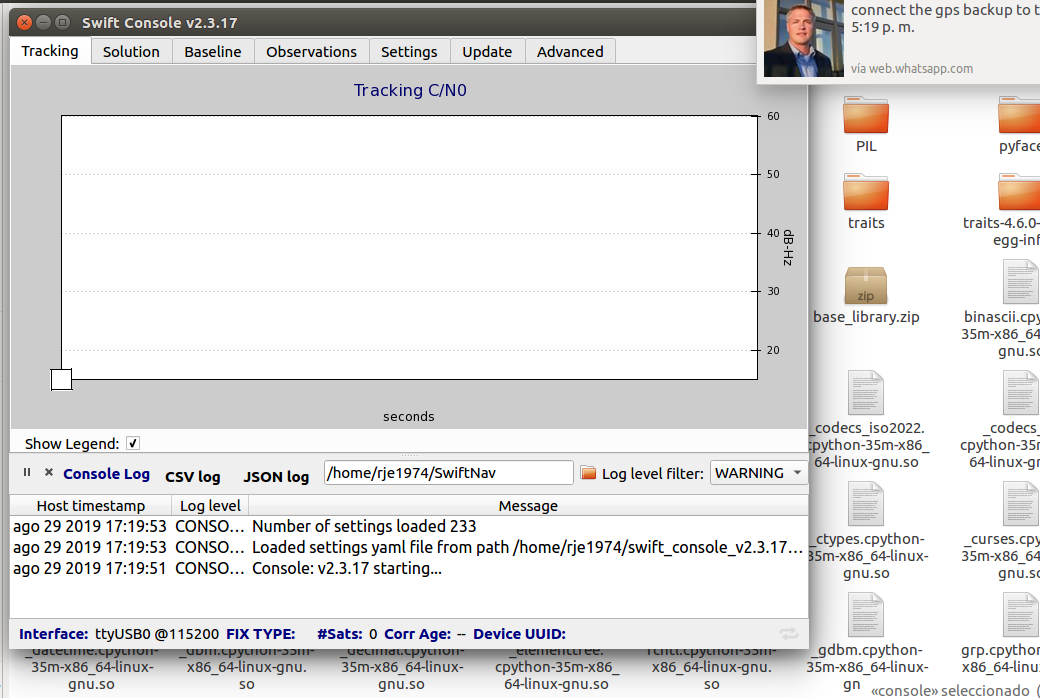 Swift Console v2.3.17
connect the gps backup to t
5:19 p. m.
vía web.whatsapp.com
Tracking
Solution
Baseline
Observations
Settings
Update
Advanced
Tracking C/N0
60
50
40
30
20
dB-Hz
seconds
Show Legend:
Console Log
CSV log
JSON log
/home/rje1974/SwiftNav
Log level filter:
WARNING
Host timestamp
Log level
Message
ago 29 2019 17:19:53 CONSO... Number of settings loaded 233
ago 29 2019 17:19:53 CONSO... Loaded settings yaml file from path /home/rje1974/swift_console_v2.3.17...
ago 29 2019 17:19:51 CONSO... Console: v2.3.17 starting...
Interface: ttyUSB0 @115200 FIX TYPE: #Sats: 0 Corr Age: -- Device UUID:
PIL
pyface
traits
traits-4.6.0-
egg-inf
zip
base_library.zip
binascii.cpy
35m-x86_64
gnu.so
_codecs_iso2022.
cpython-35m-x86_
64-linux-gnu.so
_codecs_
cpython-35m
64-linux-gn
_ctypes.cpython-
35m-x86_64-linux-
gnu.so
_curses.cpy
35m-x86_64
gnu.so
_datetime.cpython-
35m-x86_64-linux-
gnu.so
_dbm.cpython-35m-
x86_64-linux-gnu.
so
_decimal.cpython-
35m-x86_64-linux-
gnu.so
_elementtree.
cpython-35m-x86_
64-linux-gnu.so
x86_64-linux-gnu.
so
_gdbm.cpython-
35m-x86_64-linux-
gn
grp.cpython
35m-x86_64
«console» seleccionado (